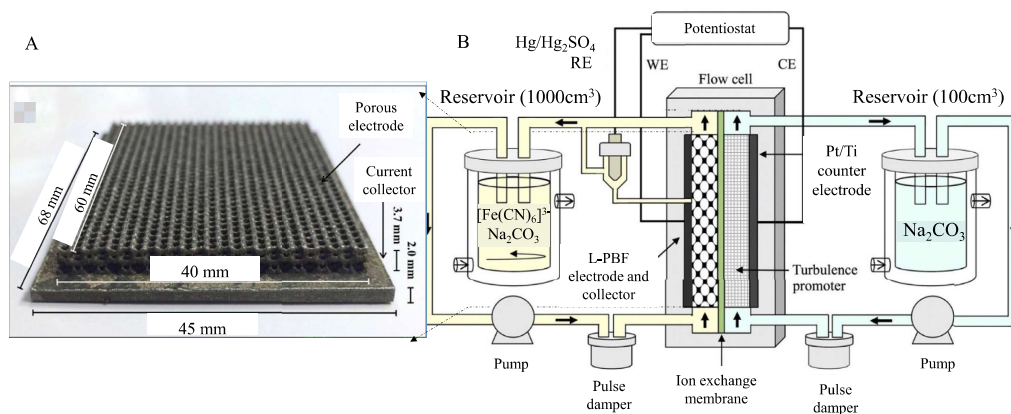 A
Porous
electrode
Current
collector
68 mm
60 mm
3.7 mm
2.0 mm
40 mm
45 mm
B
Hg/Hg₂SO₄
RE
Potentiostat
WE
CE
Flow cell
Reservoir (1000cm³)
Reservoir (100cm³)
Pt/Ti
counter
electrode
[Fe(CN)₆]³⁻
Na₂CO₃
Na₂CO₃
L-PBF
electrode and
collector
Turbulence
promoter
Pump
Pulse
damper
Ion exchange
membrane
Pulse
damper
Pump